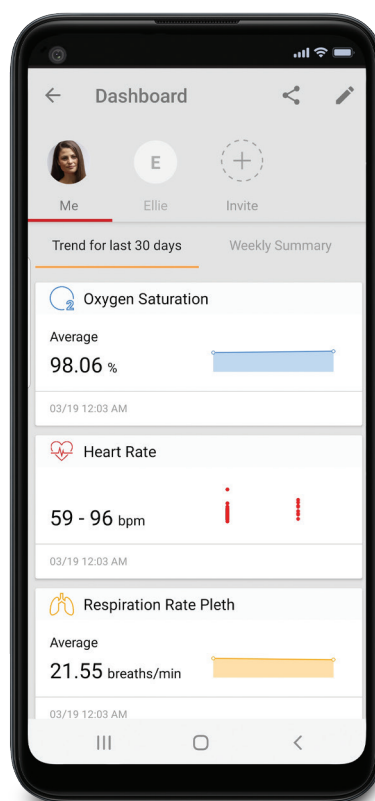 Dashboard
E
Me
Ellie
Invite
Trend for last 30 days
Weekly Summary
O2 Oxygen Saturation
Average
98.06 %
03/19 12:03 AM
Heart Rate
59 - 96 bpm
03/19 12:03 AM
Respiration Rate Pleth
Average
21.55 breaths/min
03/19 12:03 AM